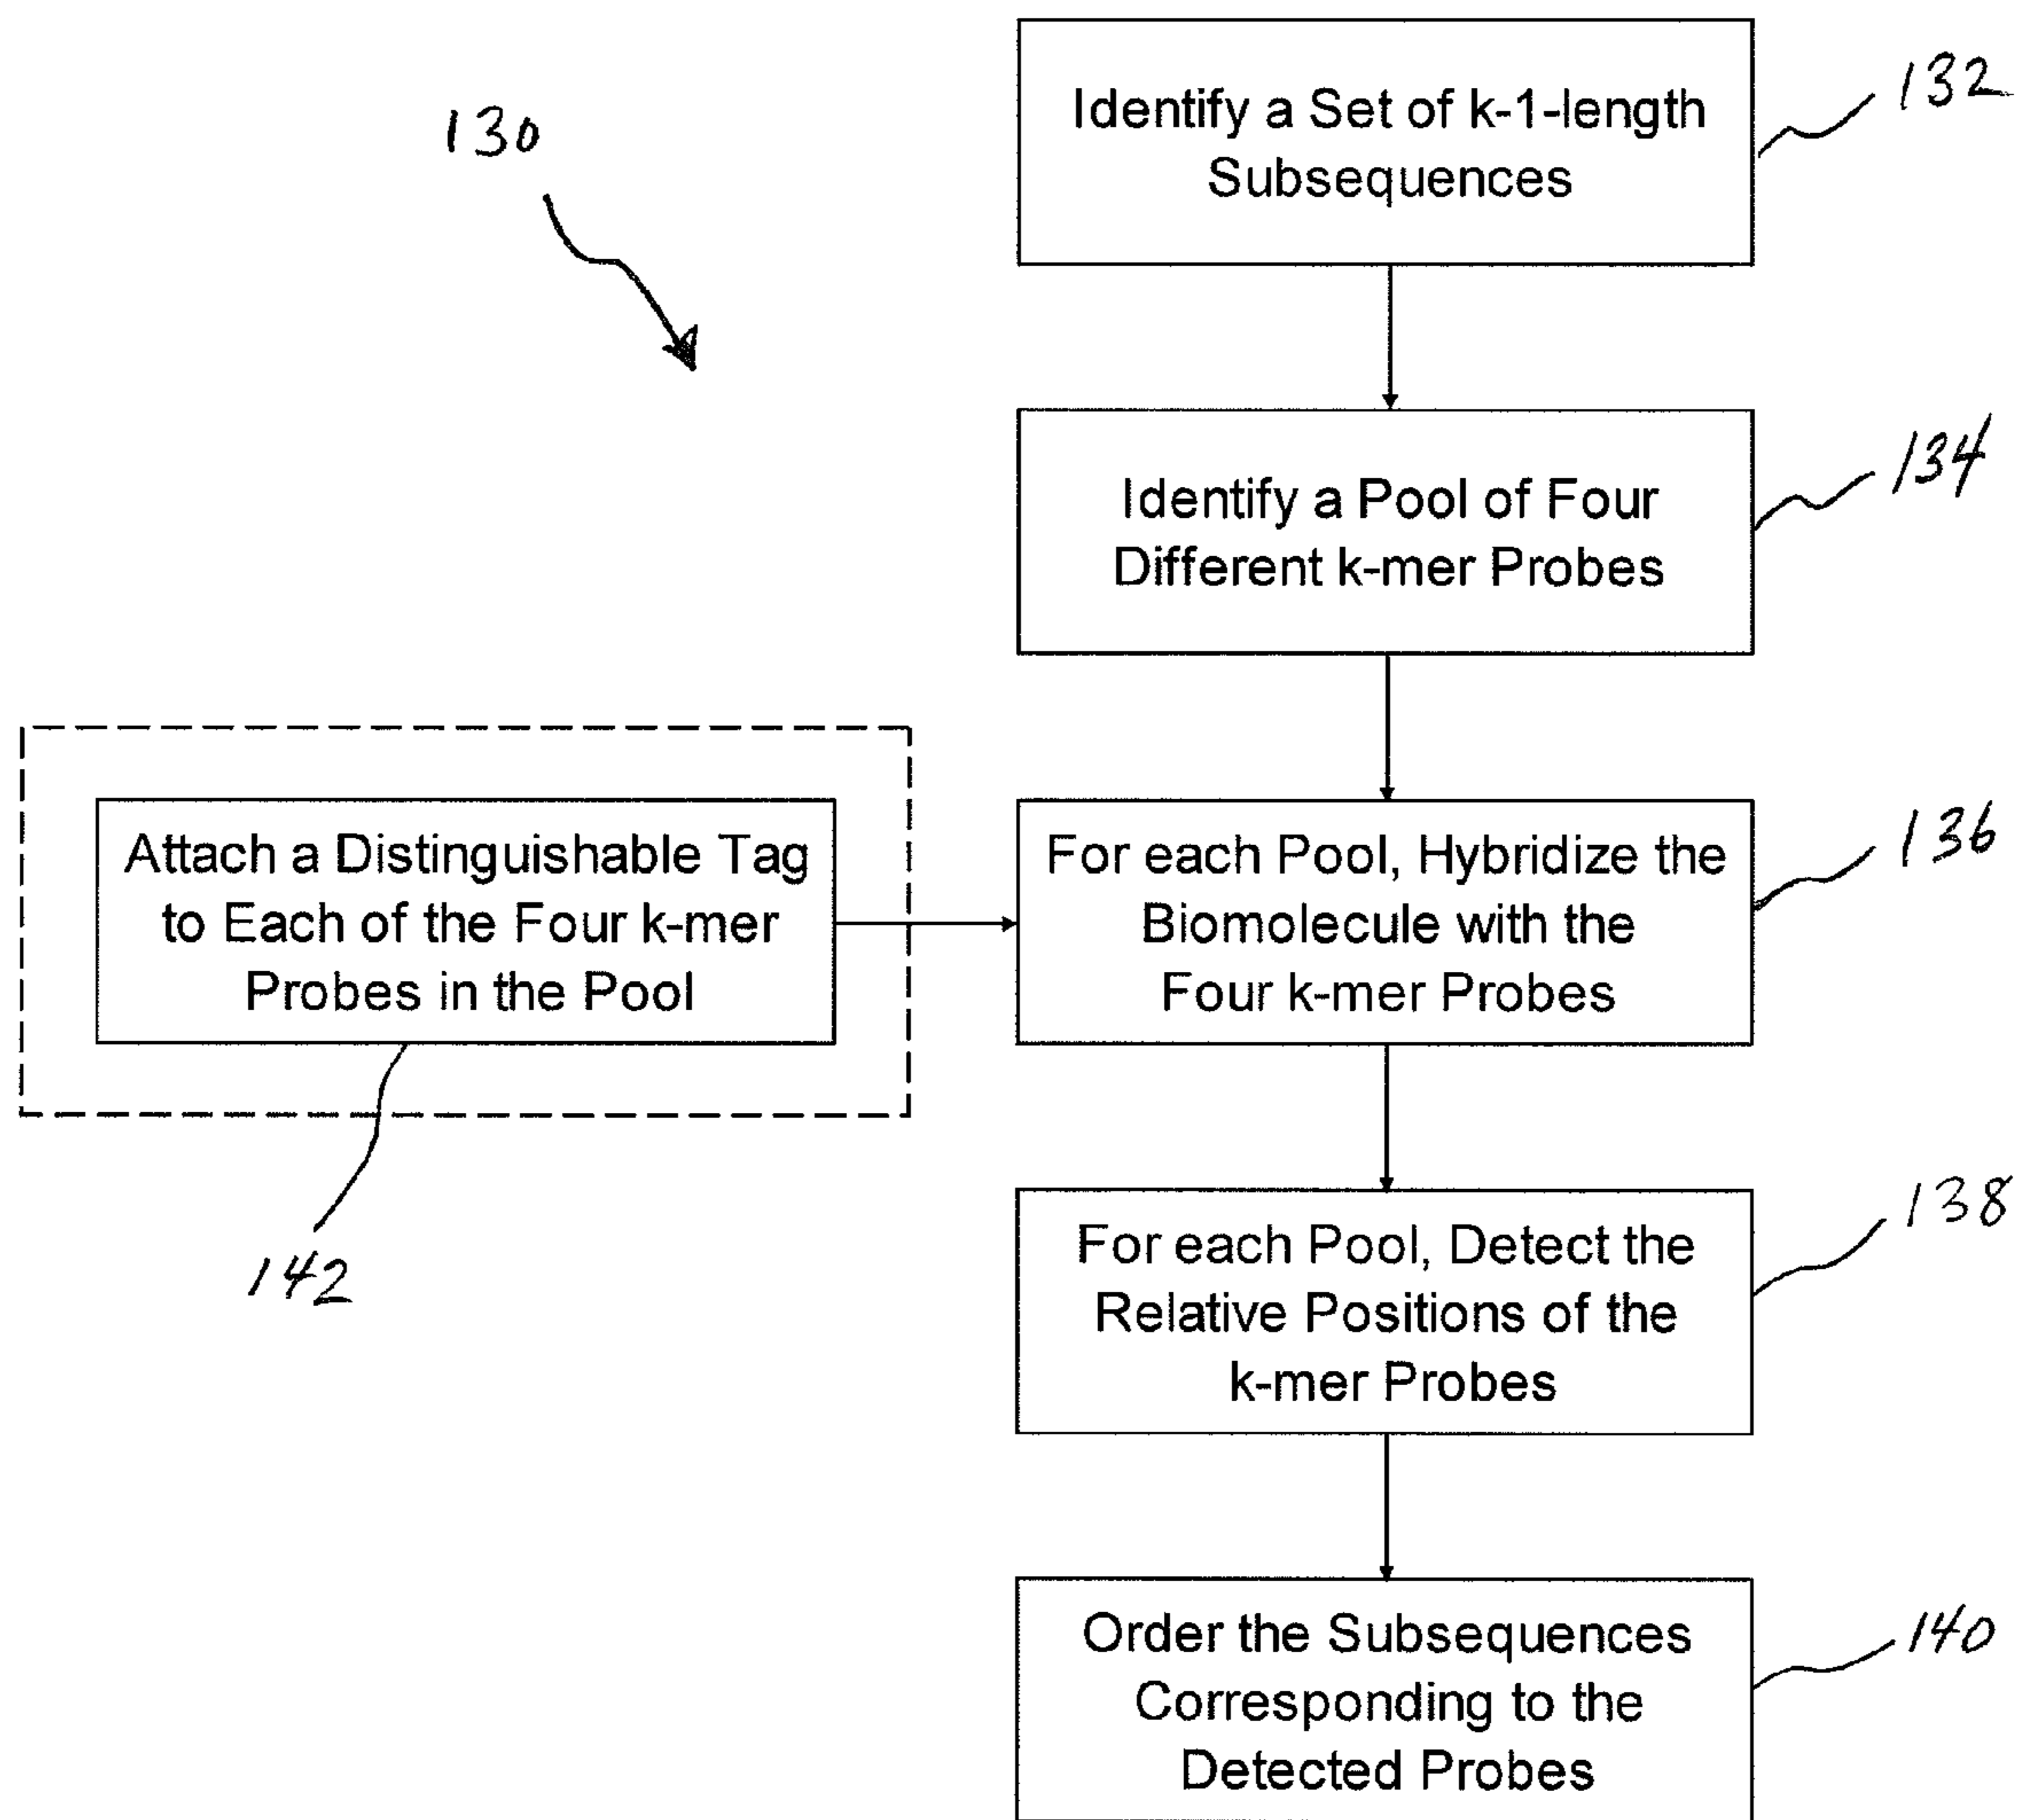 130
Identify a Set of k-1-length
Subsequences
132
Identify a Pool of Four
Different k-mer Probes
134
Attach a Distinguishable Tag
to Each of the Four k-mer
Probes in the Pool
142
For each Pool, Hybridize the
Biomolecule with the
Four k-mer Probes
136
For each Pool, Detect the
Relative Positions of the
k-mer Probes
138
Order the Subsequences
Corresponding to the
Detected Probes
140